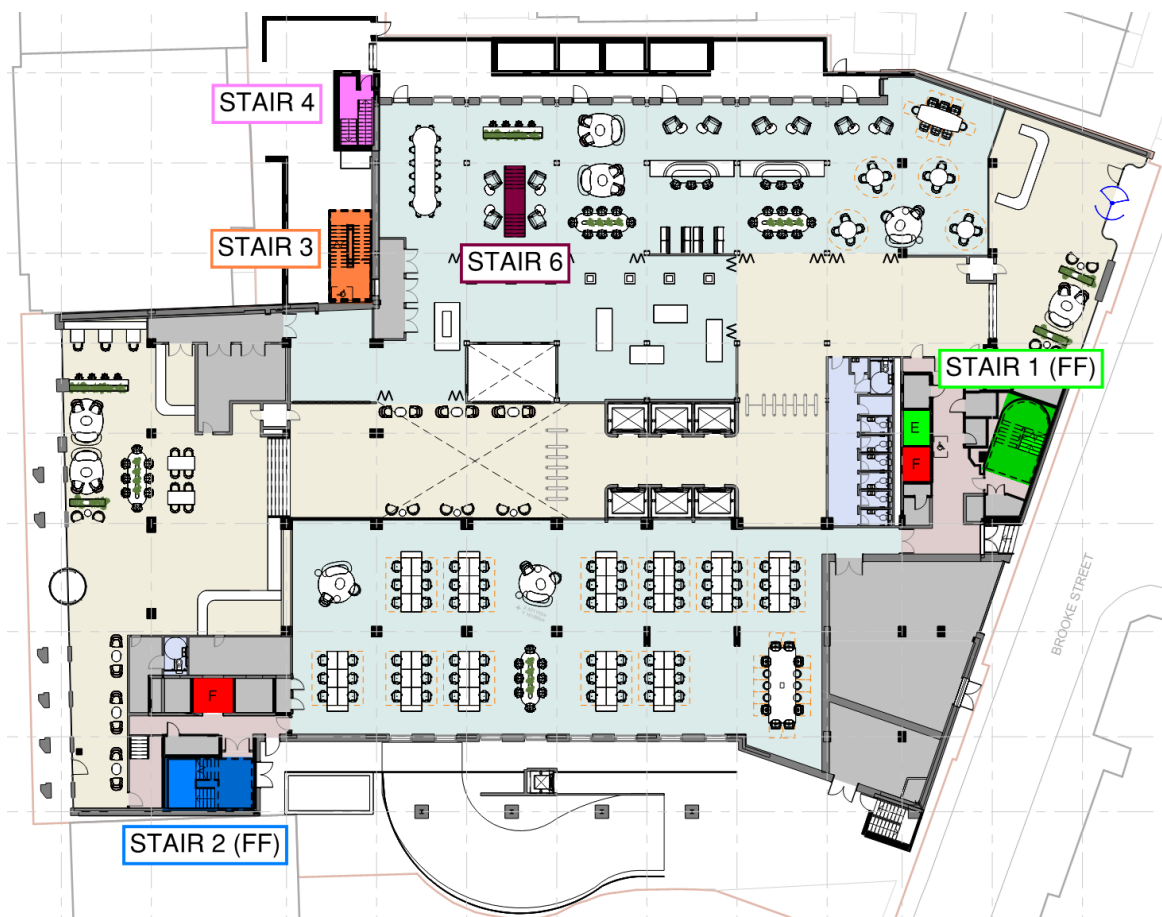 STAIR 4
STAIR 3
STAIR 6
STAIR 1 (FF)
E
F
BROOKE STREET
F
STAIR 2 (FF)